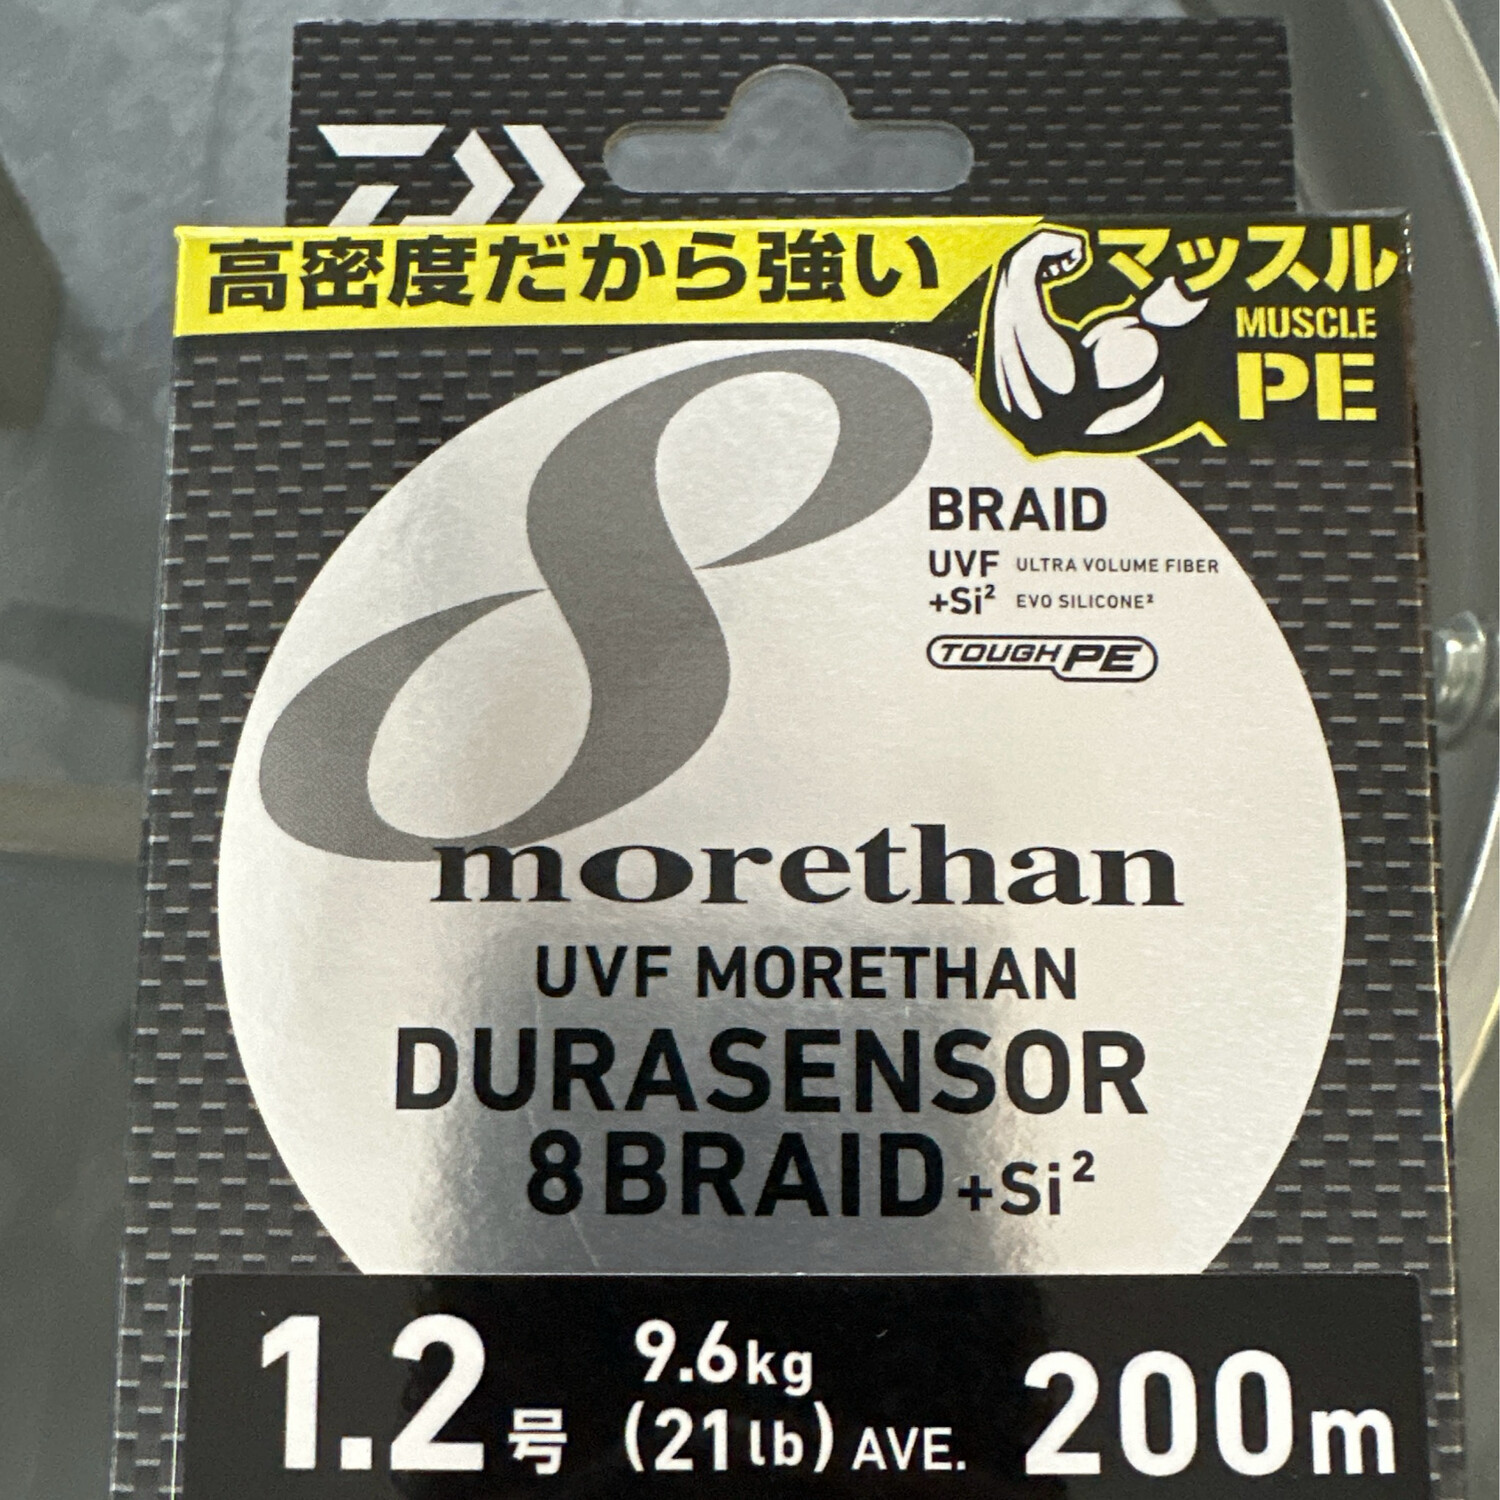 高密度だから強い
マッスル
MUSCLE
PE
8
BRAID
UVF ULTRA VOLUME FIBER
+Si² EVO SILICONE²
TOUGH PE
morethan
UVF MORETHAN
DURASENSOR
8BRAID+Si²
1.2号 9.6kg (21lb) AVE. 200m